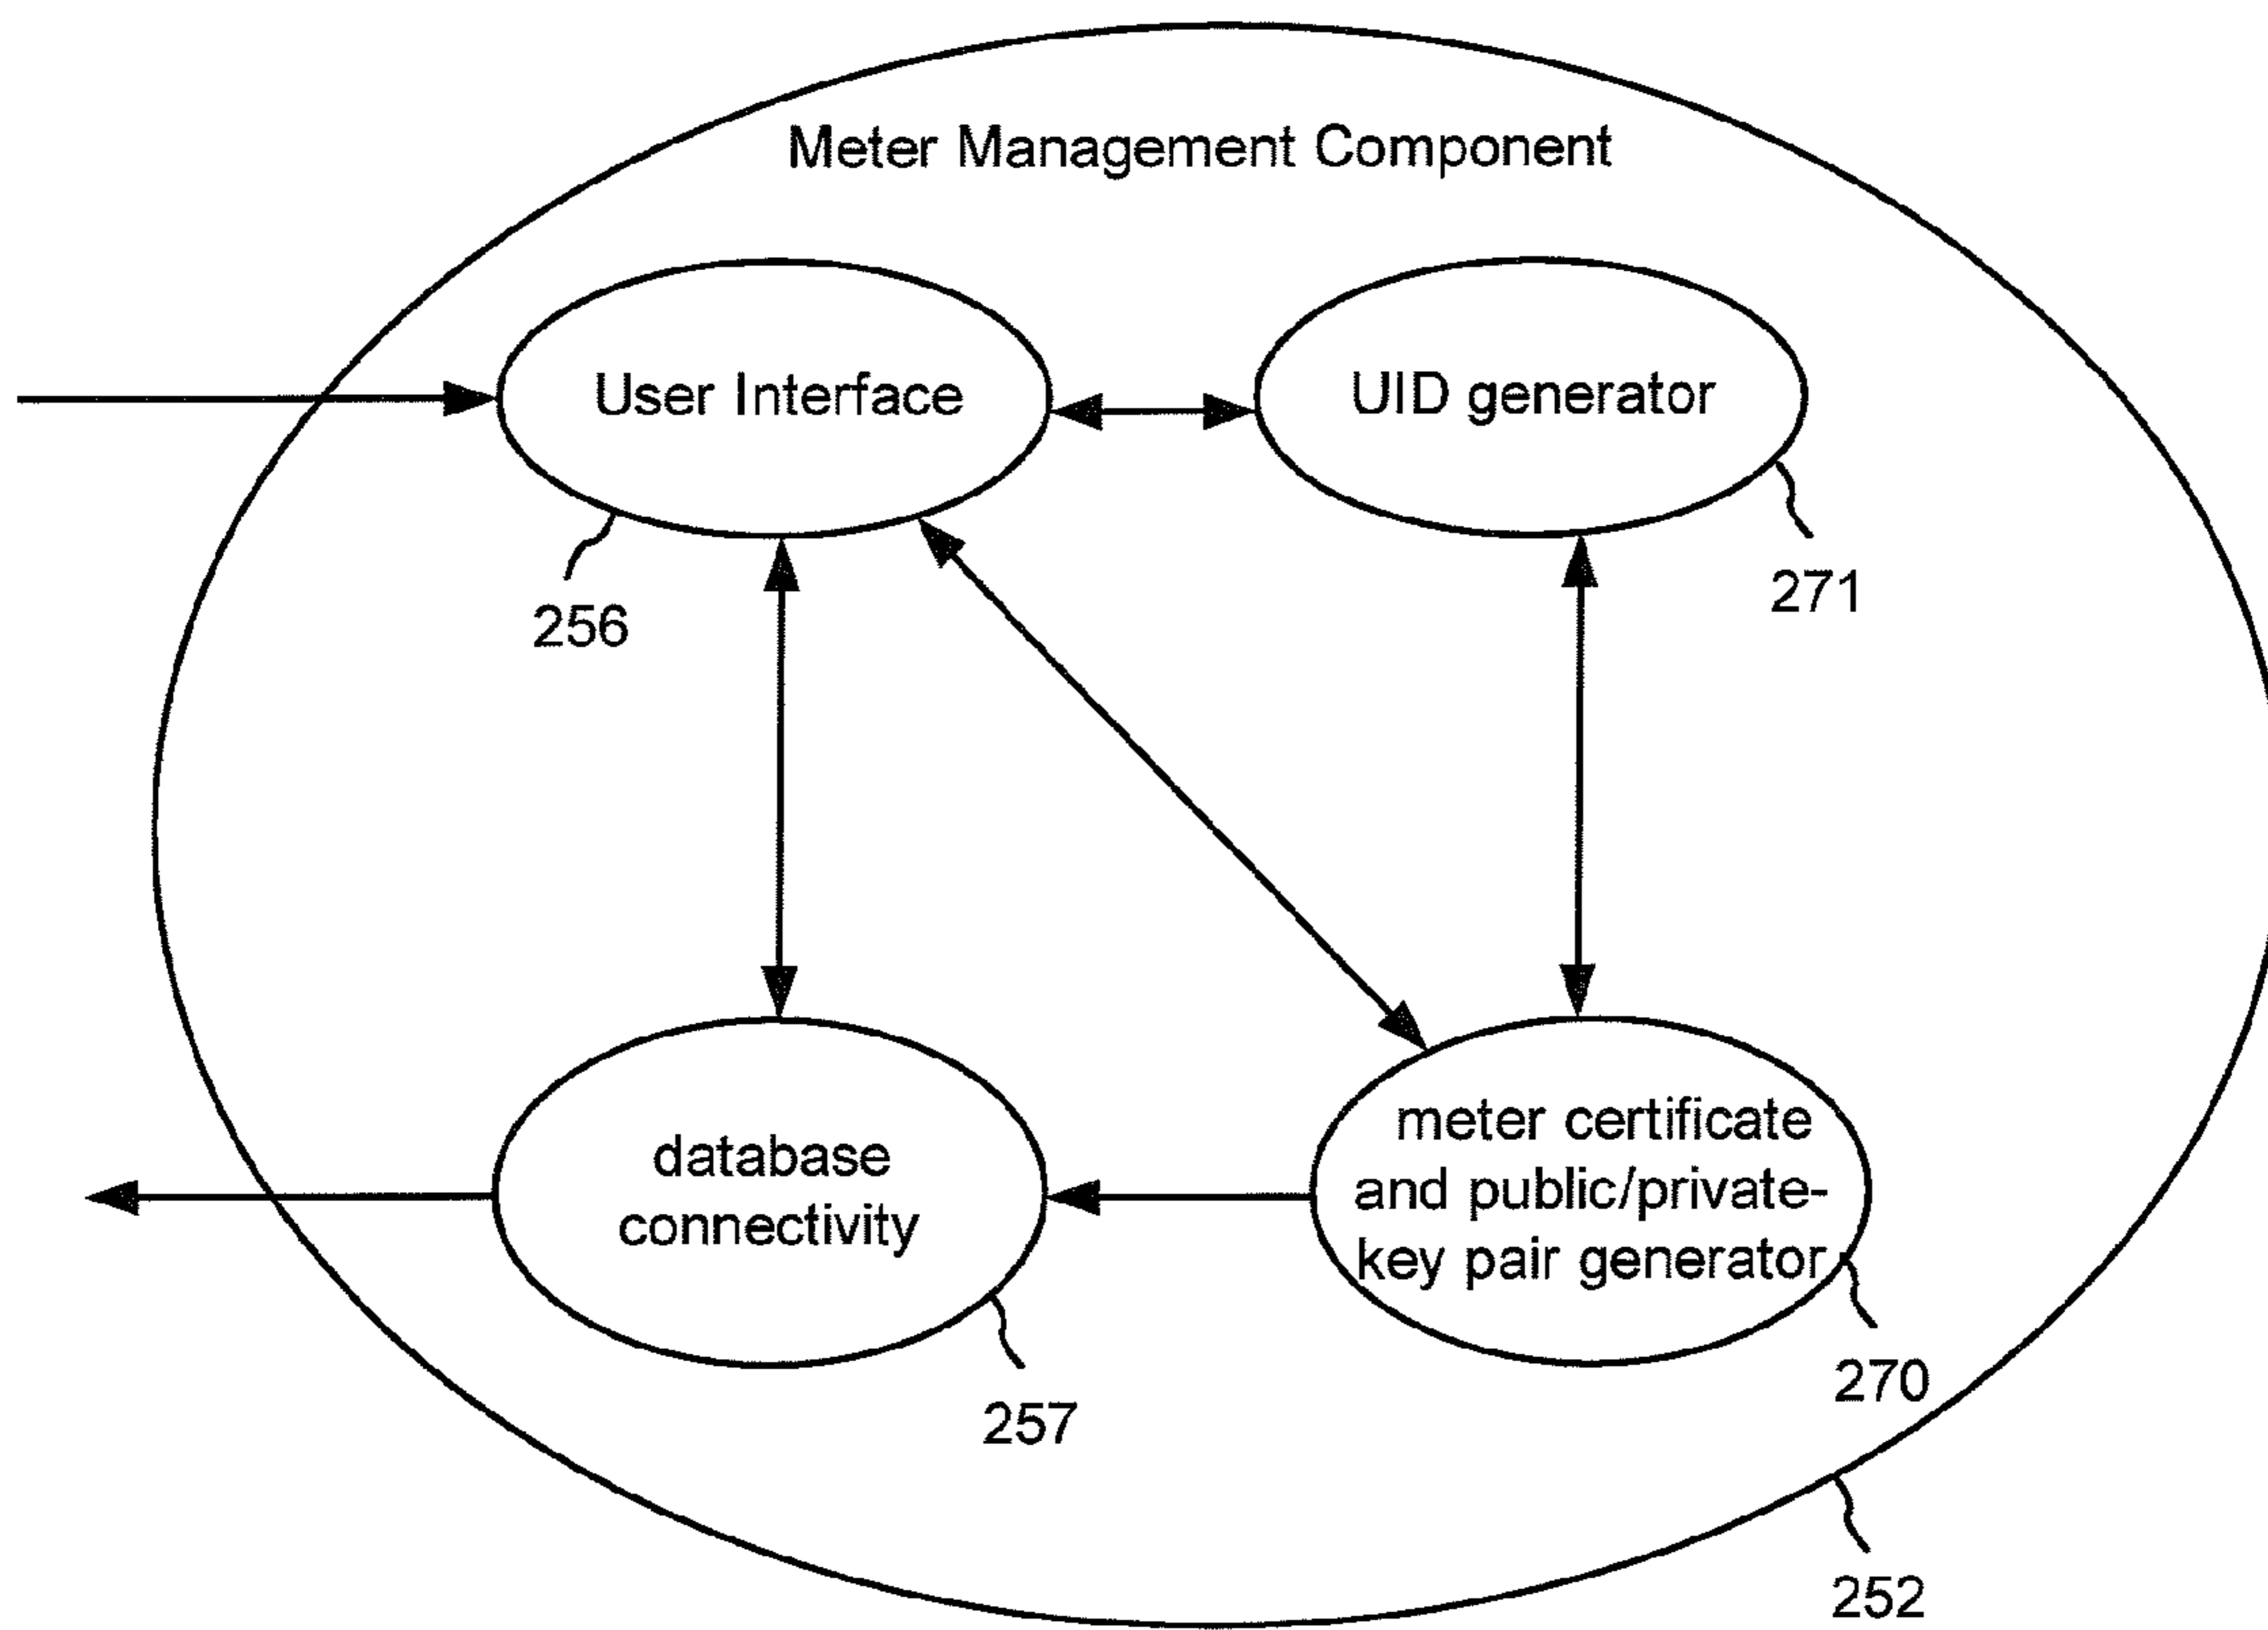 Meter Management Component
User Interface
UID generator
256
271
database
connectivity
meter certificate
and public/private-
key pair generator
257
270
252